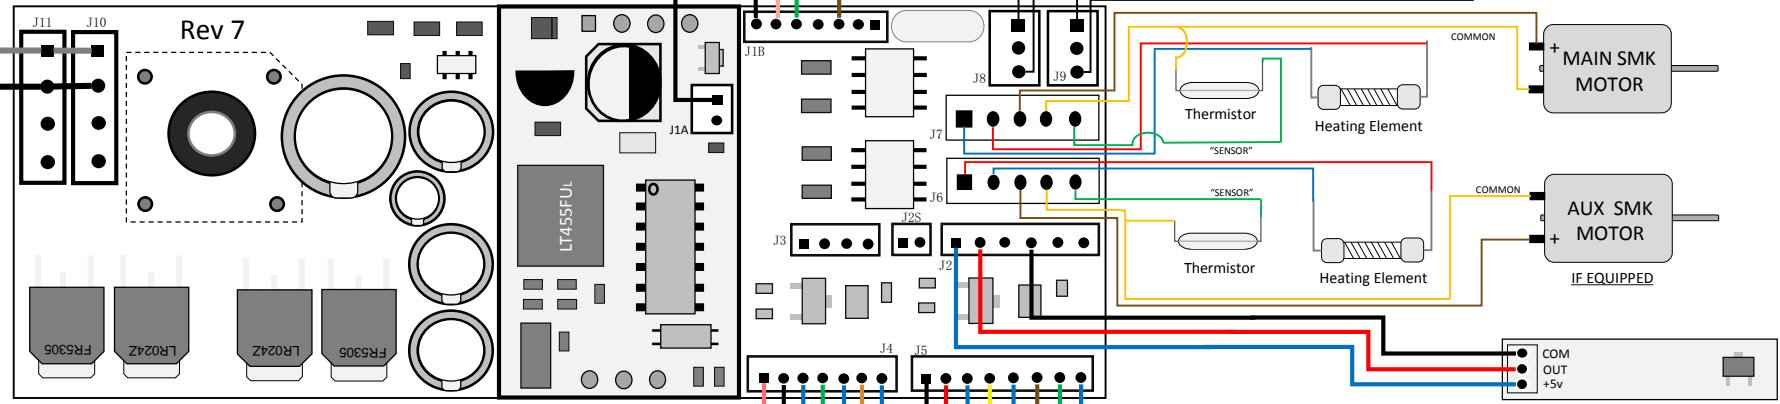 J11
J10
Rev 7
J1B
J8
J9
COMMON
+
MAIN SMK
MOTOR
Thermistor
Heating Element
J1A
J7
"SENSOR"
J6
"SENSOR"
COMMON
LT455FUL
J2S
J3
J2
AUX SMK
MOTOR
+
Thermistor
Heating Element
IF EQUIPPED
FR5305
LR024Z
LR024Z
FR5305
J4
J5
COM
OUT
+5v